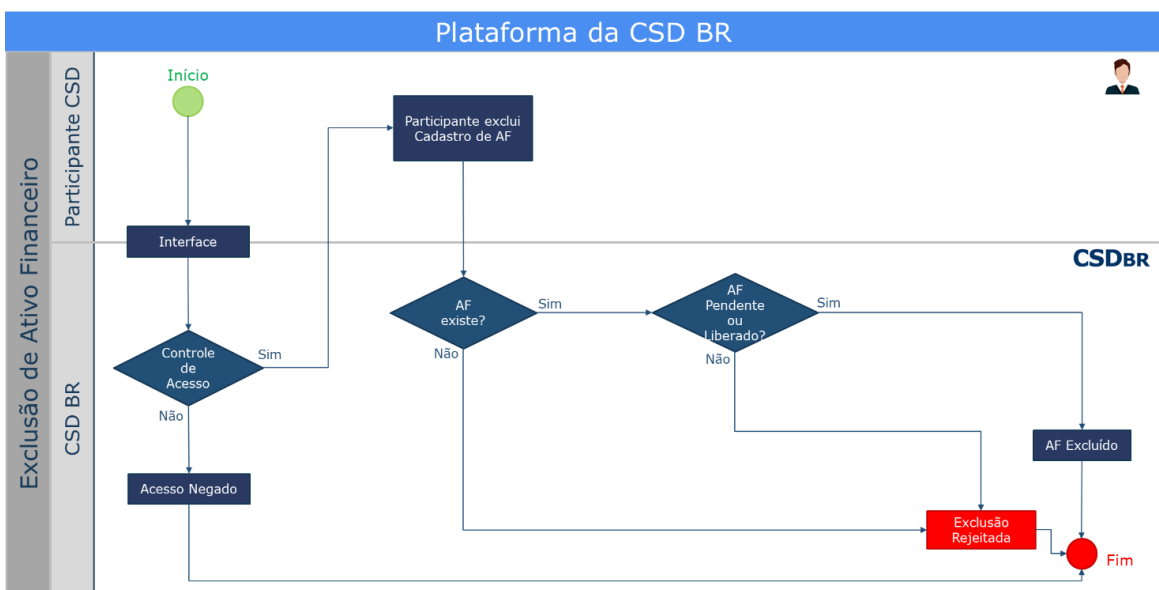 Plataforma da CSD BR
Exclusão de Ativo Financeiro
Participante CSD
CSD BR
Início
Participante exclui
Cadastro de AF
Interface
CSDBR
AF
existe?
Sim
Não
AF
Pendente
ou
Liberado?
Sim
Não
Controle
de
Acesso
Sim
Não
AF Excluído
Acesso Negado
Exclusão
Rejeitada
Fim